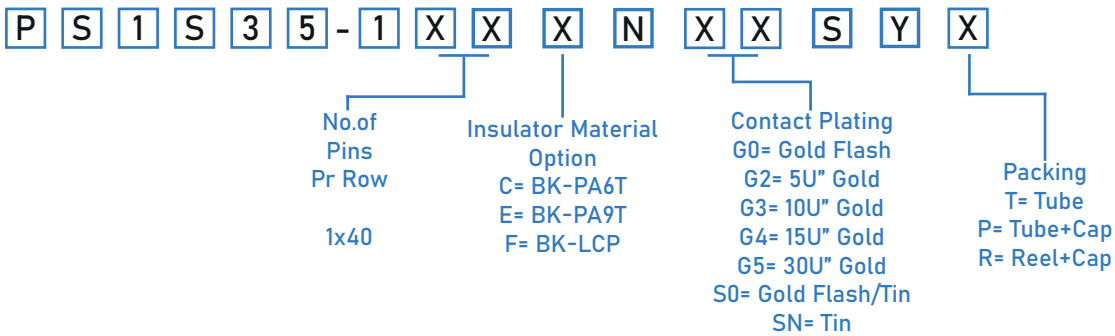 PS1S35-1XXXNXXSYX
No.of
Pins
Pr Row
1x40
Insulator Material
Option
C= BK-PA6T
E= BK-PA9T
F= BK-LCP
Contact Plating
G0= Gold Flash
G2= 5U” Gold
G3= 10U” Gold
G4= 15U” Gold
G5= 30U” Gold
S0= Gold Flash/Tin
SN= Tin
Packing
T= Tube
P= Tube+Cap
R= Reel+Cap